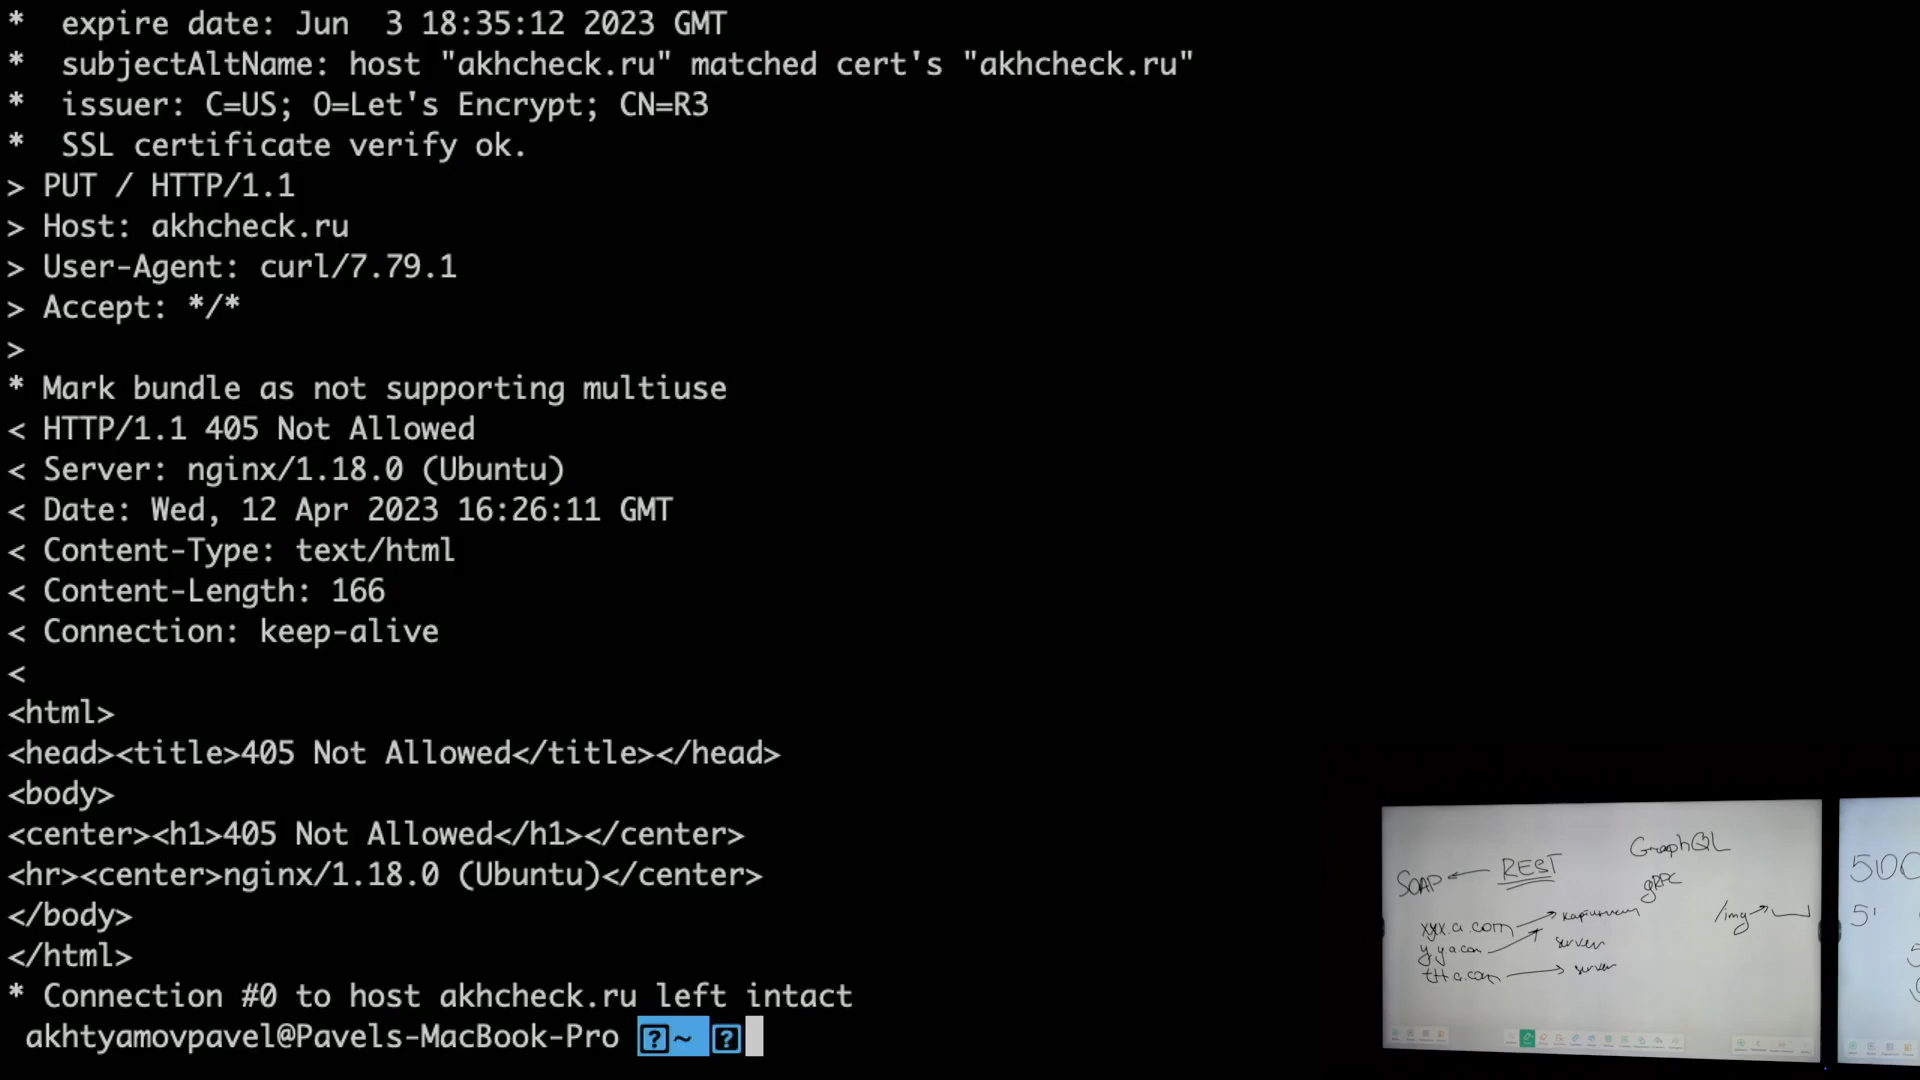 *  expire date: Jun  3 18:35:12 2023 GMT
*  subjectAltName: host "akhcheck.ru" matched cert's "akhcheck.ru"
*  issuer: C=US; O=Let's Encrypt; CN=R3
*  SSL certificate verify ok.
> PUT / HTTP/1.1
> Host: akhcheck.ru
> User-Agent: curl/7.79.1
> Accept: */*
>
* Mark bundle as not supporting multiuse
< HTTP/1.1 405 Not Allowed
< Server: nginx/1.18.0 (Ubuntu)
< Date: Wed, 12 Apr 2023 16:26:11 GMT
< Content-Type: text/html
< Content-Length: 166
< Connection: keep-alive
<
<html>
<head><title>405 Not Allowed</title></head>
<body>
<center><h1>405 Not Allowed</h1></center>
<hr><center>nginx/1.18.0 (Ubuntu)</center>
</body>
</html>
* Connection #0 to host akhcheck.ru left intact
akhtyamovpavel@Pavels-MacBook-Pro ~
GraphQL
SOAP REST
gRPC
xyx.a.com
/img
y.ya.com server
server
500
5